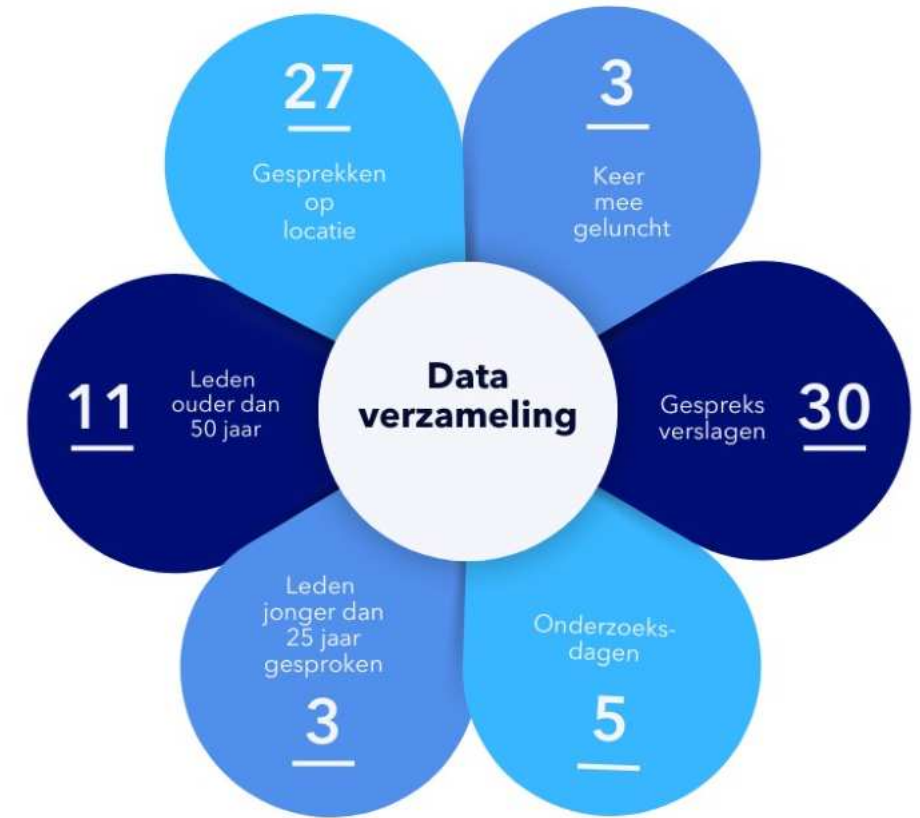 27
Gesprekken
op
locatie
3
Keer
mee
geluncht
11
Leden
ouder dan
50 jaar
Data
verzameling
Gespreks
verslagen
30
Leden
jonger dan
25 jaar
gesproken
3
Onderzoeks-
dagen
5